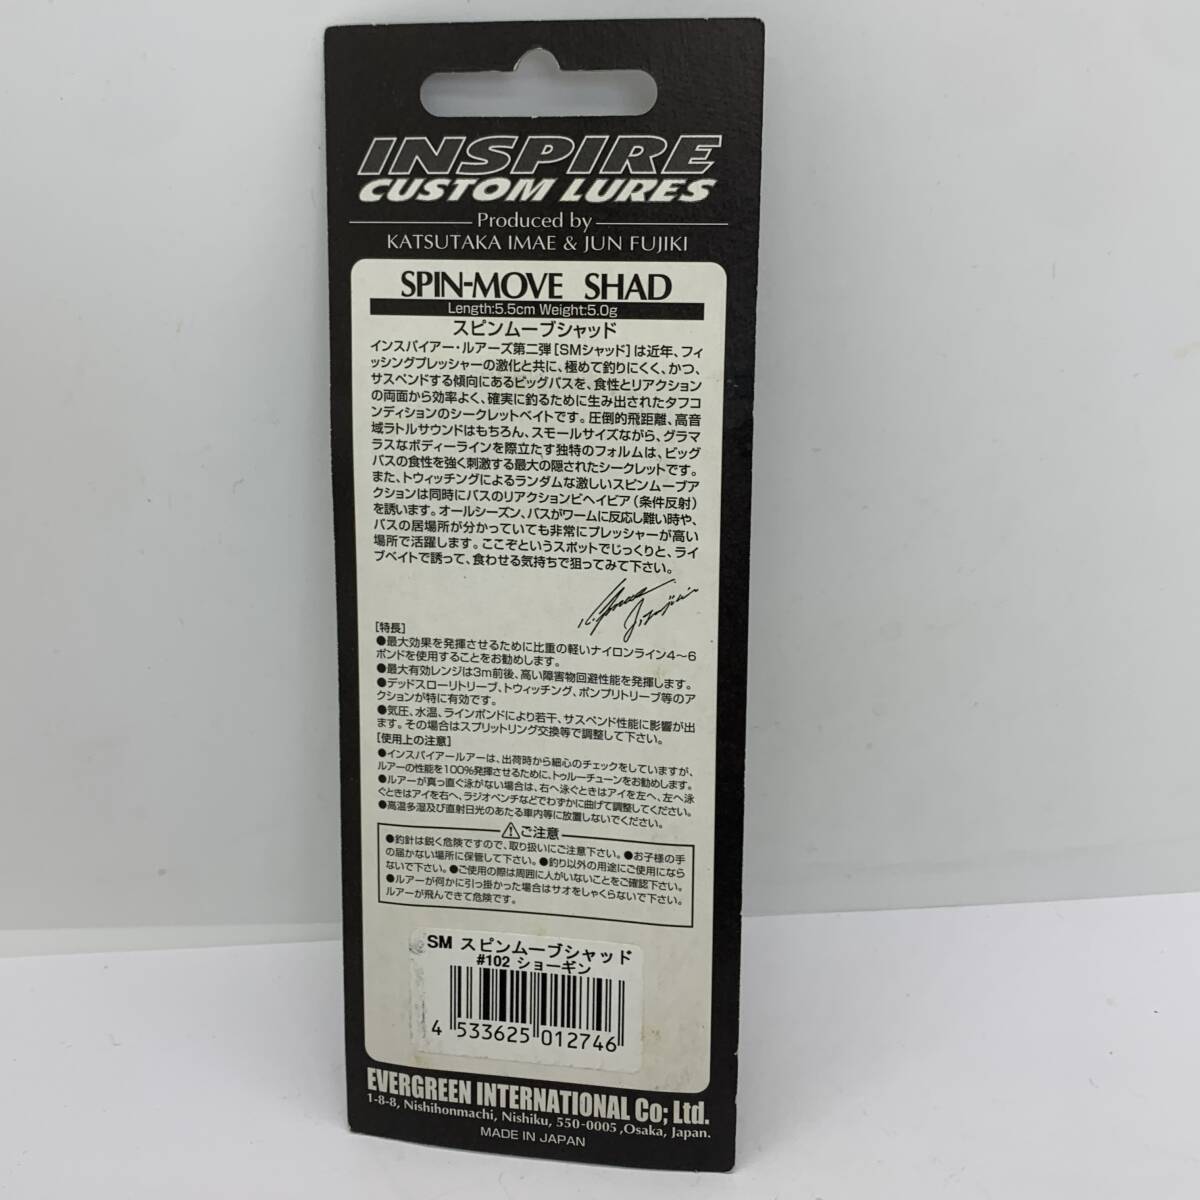 INSPIRE
CUSTOM LURES
Produced by
KATSUTAKA IMAE & JUN FUJIKI
SPIN-MOVE SHAD
Length:5.5cm Weight:5.0g
スピンムーブシャッド
インスパイアー・ルアーズ第二弾[SMシャッド]は近年、フィ
ッシングプレッシャーの激化と共に、極めて釣りにくく、かつ、
サスペンドする傾向にあるビッグバスを、食性とリアクション
の両面から効率よく、確実に釣るために生み出されたタフコ
ンディションのシークレットベイトです。圧倒的飛距離、高音
域ラトルサウンドはもちろん、スモールサイズながら、グラマ
ラスなボディーラインを際立たす独特のフォルムは、ビッグ
バスの食性を強く刺激する最大の隠されたシークレットです。
また、トウィッチングによるランダムな激しいスピンムーブア
クションは同時にバスのリアクションビヘイビア(条件反射)
を誘います。オールシーズン、バスがワームに反応し難い時や、
バスの居場所が分かっていても非常にプレッシャーが高い
場所で活躍します。ここぞというスポットでじっくりと、ライ
ブベイトで誘って、食わせる気持ちで狙ってみて下さい。
[特長]
●最大効果を発揮させるために比重の軽いナイロンライン4〜6
ポンドを使用することをお勧めします。
●最大有効レンジは3m前後、高い障害物回避性能を発揮します。
●デッドスローリトリーブ、トウィッチング、ポンプリトリーブ等のア
クションが特に有効です。
●気圧、水温、ラインポンドにより若干、サスペンド性能に影響が出
ます。その場合はスプリットリング交換等で調整して下さい。
[使用上の注意]
●インスパイアールアーは、出荷時から細心のチェックをしていますが、
ルアーの性能を100%発揮させるために、トゥルーチューンをお勧めします。
●ルアーが真っ直ぐ泳がない場合は、右へ泳ぐときはアイを左へ、左へ泳
ぐときはアイを右へ、ラジオペンチなどでわずかに曲げて調整してください。
●高温多湿及び直射日光のあたる車内等に放置しないでください。
⚠ご注意
●釣針は鋭く危険ですので、取り扱いにご注意下さい。●お子様の手
の届かない場所に保管して下さい。●釣り以外の用途にご使用になら
ないで下さい。●ご使用の際は周囲に人がいないことをご確認下さい。
●ルアーが何かに引っ掛かった場合はサオをしゃくらないで下さい。
ルアーが飛んできて危険です。
SM スピンムーブシャッド
#102 ショーギン
4 533625 012746
EVERGREEN INTERNATIONAL Co; Ltd.
1-8-8, Nishihonmachi, Nishiku, 550-0005 ,Osaka, Japan.
MADE IN JAPAN